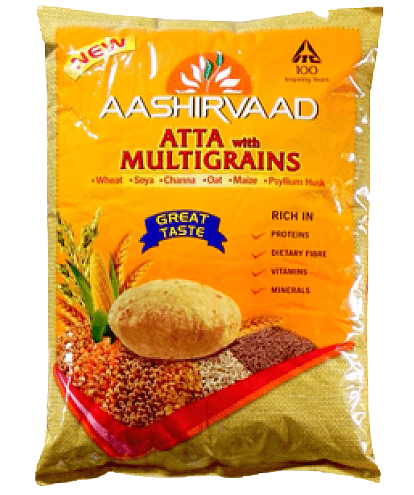 NEW
ITC
100
Inspiring Years
AASHIRVAAD
ATTA with
MULTIGRAINS
• Wheat • Soya • Channa • Oat • Maize • Psyllium Husk
GREAT
TASTE
RICH IN
✓ PROTEINS
✓ DIETARY FIBRE
✓ VITAMINS
✓ MINERALS